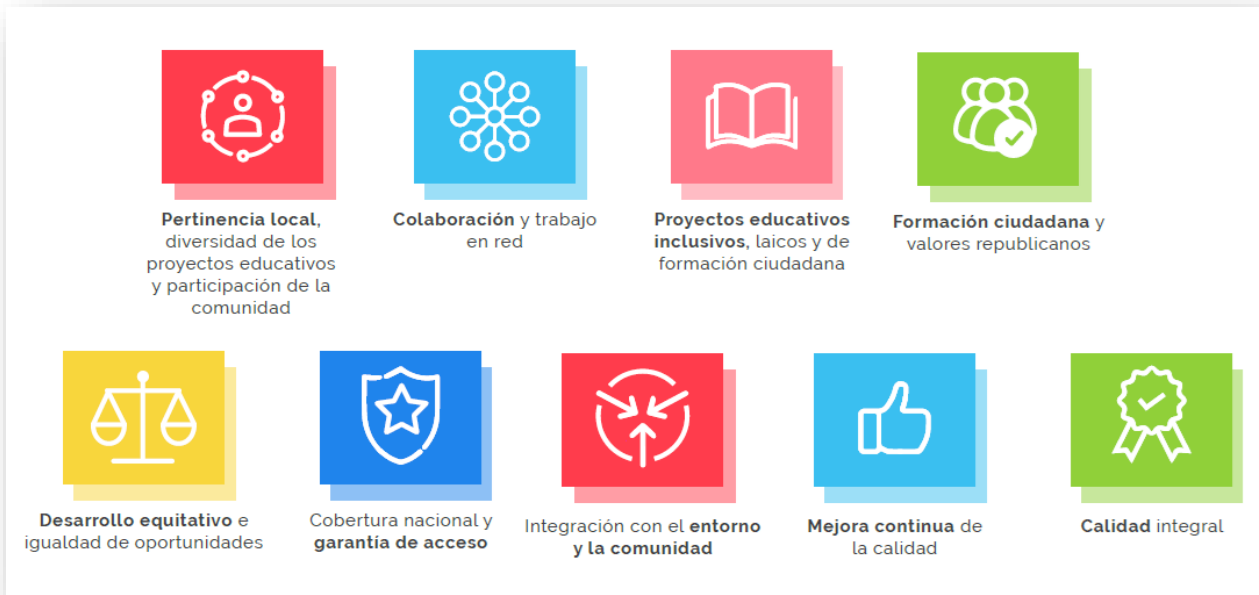 Pertinencia local,
diversidad de los
proyectos educativos
y participación de la
comunidad
Colaboración y trabajo
en red
Proyectos educativos
inclusivos, laicos y de
formación ciudadana
Formación ciudadana y
valores republicanos
Desarrollo equitativo e
igualdad de oportunidades
Cobertura nacional y
garantía de acceso
Integración con el entorno
y la comunidad
Mejora continua de
la calidad
Calidad integral